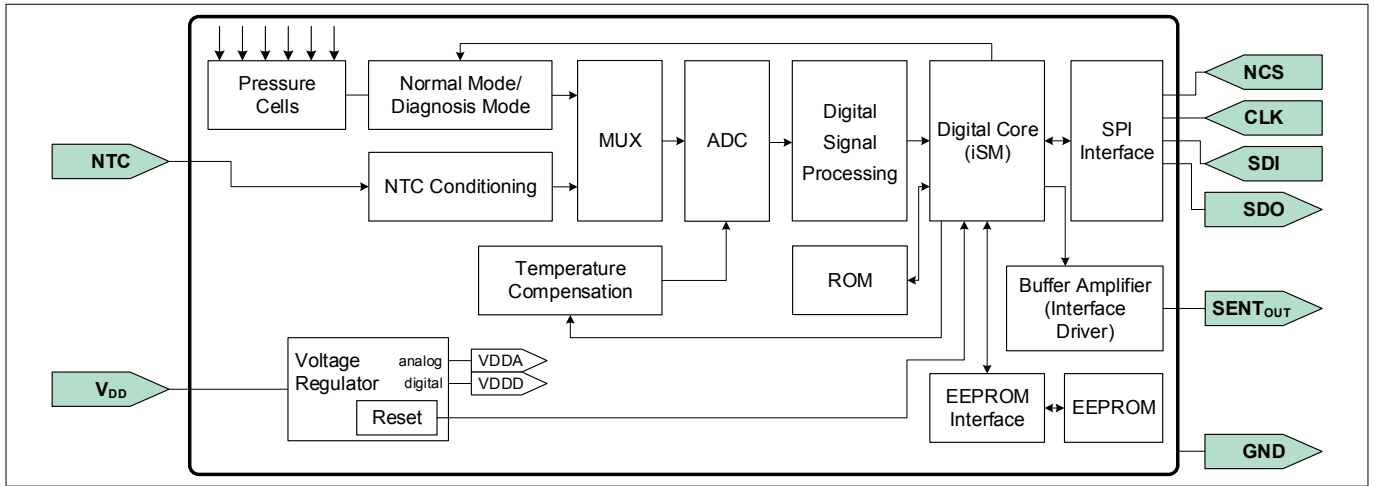 Pressure
Cells
Normal Mode/
Diagnosis Mode
NTC
NTC Conditioning
MUX
ADC
Digital
Signal
Processing
Digital Core
(iSM)
SPI
Interface
NCS
CLK
SDI
SDO
Temperature
Compensation
ROM
Buffer Amplifier
(Interface
Driver)
SENTOUT
VDD
Voltage
Regulator
analog
digital
VDDA
VDDD
Reset
EEPROM
Interface
EEPROM
GND